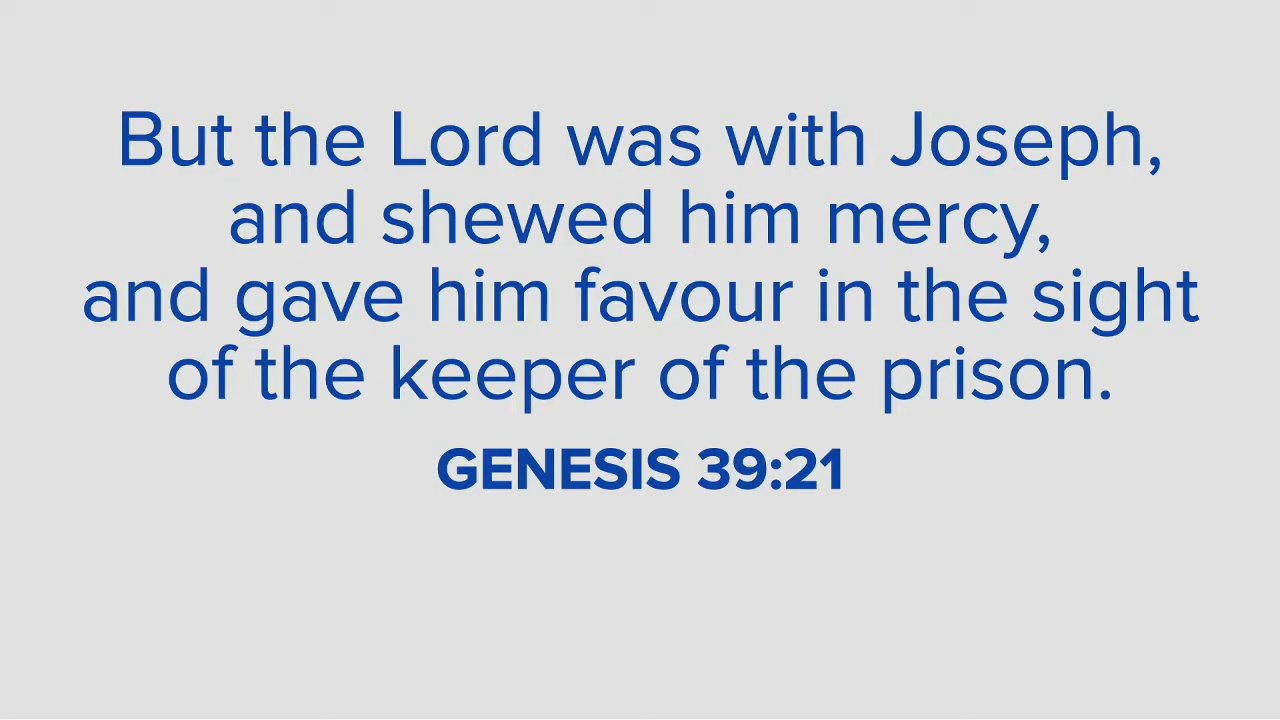 But the Lord was with Joseph,
and shewed him mercy,
and gave him favour in the sight
of the keeper of the prison.
GENESIS 39:21